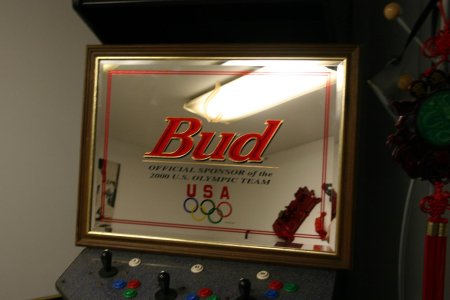 Bud
OFFICIAL SPONSOR of the
2000 U.S. OLYMPIC TEAM
USA